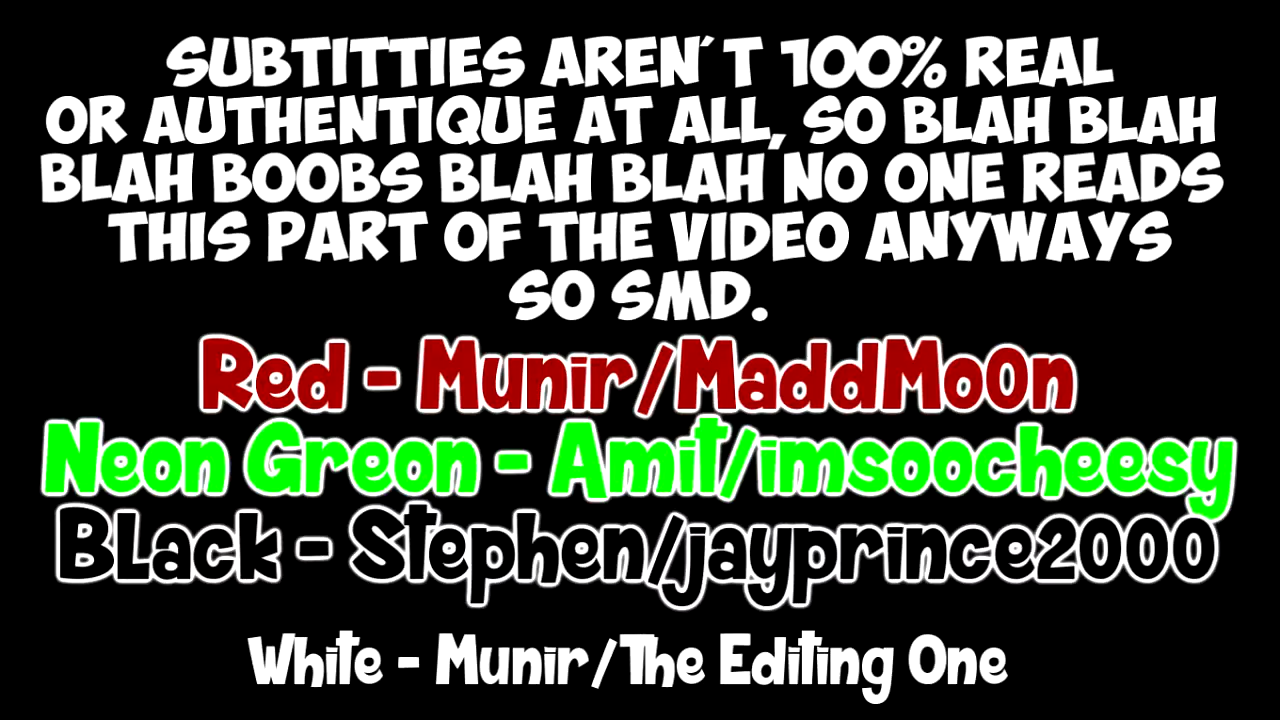 SUBTITTIES AREN'T 100% REAL
OR AUTHENTIQUE AT ALL, SO BLAH BLAH
BLAH BOOBS BLAH BLAH NO ONE READS
THIS PART OF THE VIDEO ANYWAYS
SO SMD.
Red - Munir/MaddMo0n
Neon Greon - Amit/imsoocheesy
BLack - Stephen/jayprince2000
White - Munir/The Editing One